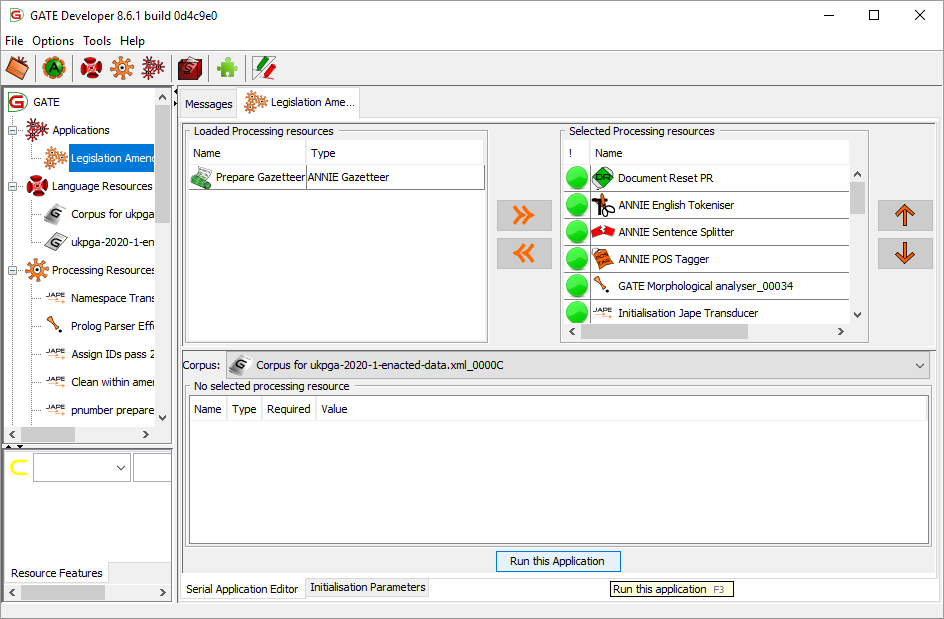 GATE Developer 8.6.1 build 0d4c9e0
File Options Tools Help
GATE
Applications
Legislation Amend
Language Resources
Corpus for ukpga
ukpga-2020-1-en
Processing Resources
Namespace Trans
Prolog Parser Eff
Assign IDs pass 2
Clean within amer
pnumber prepare
Resource Features
Messages
Legislation Ame...
Loaded Processing resources
Name Type
Prepare Gazetteer ANNIE Gazetteer
Selected Processing resources
! Name
Document Reset PR
ANNIE English Tokeniser
ANNIE Sentence Splitter
ANNIE POS Tagger
GATE Morphological analyser_00034
JAPE Initialisation Jape Transducer
Corpus: Corpus for ukpga-2020-1-enacted-data.xml_0000C
No selected processing resource
Name Type Required Value
Run this Application
Serial Application Editor Initialisation Parameters
Run this application F3